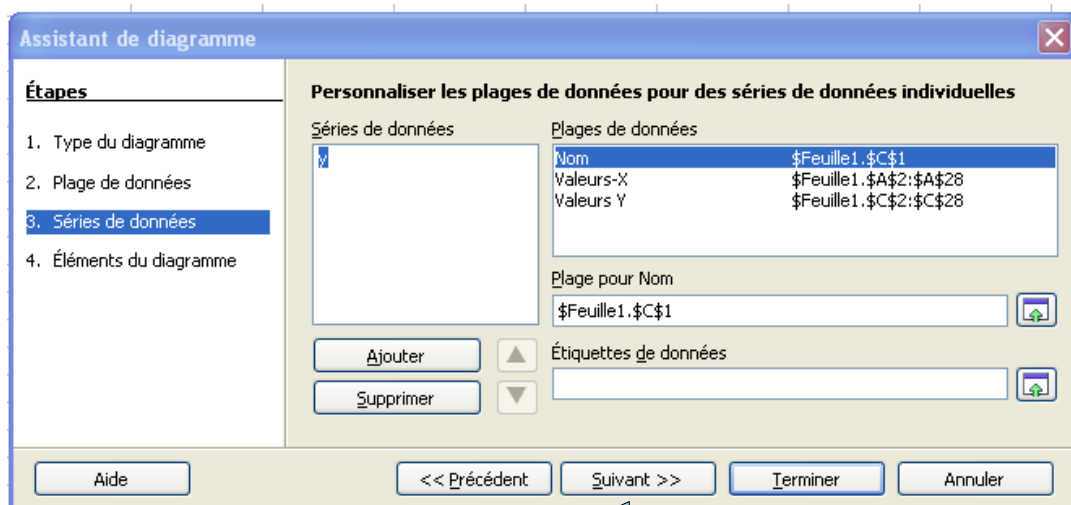 Assistant de diagramme
Étapes
1. Type du diagramme
2. Plage de données
3. Séries de données
4. Éléments du diagramme
Personnaliser les plages de données pour des séries de données individuelles
Séries de données
y
Plages de données
Nom $Feuille1.$C$1
Valeurs-X $Feuille1.$A$2:$A$28
Valeurs Y $Feuille1.$C$2:$C$28
Plage pour Nom
$Feuille1.$C$1
Ajouter
Supprimer
Étiquettes de données
Aide
<< Précédent
Suivant >>
Terminer
Annuler